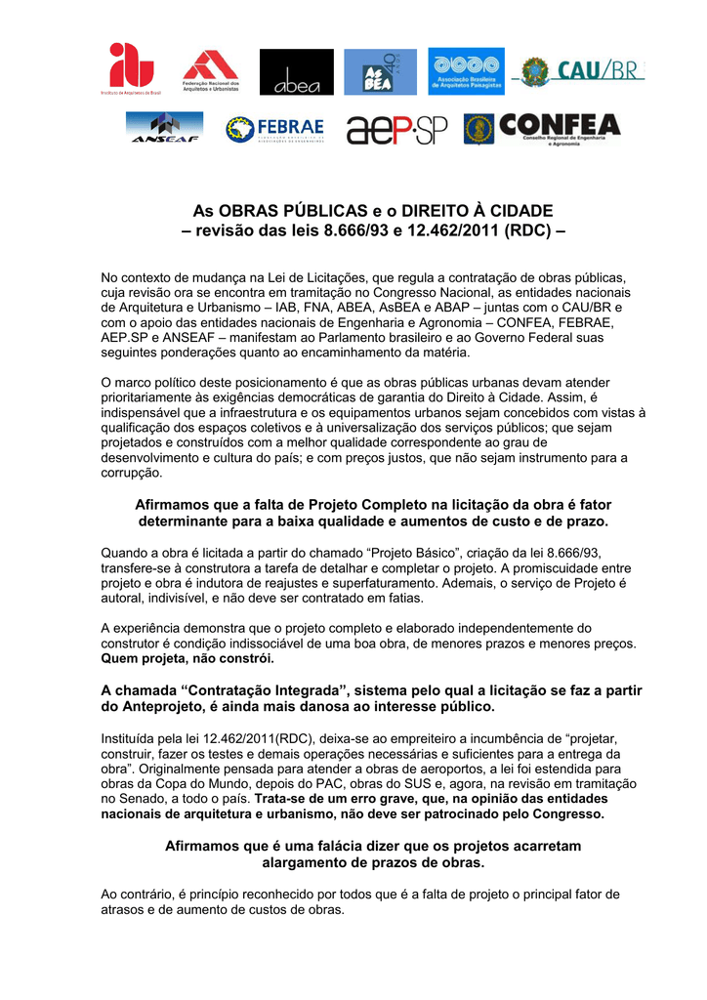 Instituto de Arquitetos do Brasil
Federação Nacional dos
Arquitetos e Urbanistas
abea
AsBEA
40
ANOS
Associação Brasileira
de Arquitetos Paisagistas
CAU/BR
ANSEAF
FEBRAE
FEDERAÇÃO BRASILEIRA DE
ASSOCIAÇÕES DE ENGENHEIROS
aeP.SP
CONFEA
Conselho Regional de Engenharia
e Agronomia
As OBRAS PÚBLICAS e o DIREITO À CIDADE
– revisão das leis 8.666/93 e 12.462/2011 (RDC) –
No contexto de mudança na Lei de Licitações, que regula a contratação de obras públicas,
cuja revisão ora se encontra em tramitação no Congresso Nacional, as entidades nacionais
de Arquitetura e Urbanismo – IAB, FNA, ABEA, AsBEA e ABAP – juntas com o CAU/BR e
com o apoio das entidades nacionais de Engenharia e Agronomia – CONFEA, FEBRAE,
AEP.SP e ANSEAF – manifestam ao Parlamento brasileiro e ao Governo Federal suas
seguintes ponderações quanto ao encaminhamento da matéria.
O marco político deste posicionamento é que as obras públicas urbanas devam atender
prioritariamente às exigências democráticas de garantia do Direito à Cidade. Assim, é
indispensável que a infraestrutura e os equipamentos urbanos sejam concebidos com vistas à
qualificação dos espaços coletivos e à universalização dos serviços públicos; que sejam
projetados e construídos com a melhor qualidade correspondente ao grau de
desenvolvimento e cultura do país; e com preços justos, que não sejam instrumento para a
corrupção.
Afirmamos que a falta de Projeto Completo na licitação da obra é fator
determinante para a baixa qualidade e aumentos de custo e de prazo.
Quando a obra é licitada a partir do chamado “Projeto Básico”, criação da lei 8.666/93,
transfere-se à construtora a tarefa de detalhar e completar o projeto. A promiscuidade entre
projeto e obra é indutora de reajustes e superfaturamento. Ademais, o serviço de Projeto é
autoral, indivisível, e não deve ser contratado em fatias.
A experiência demonstra que o projeto completo e elaborado independentemente do
construtor é condição indissociável de uma boa obra, de menores prazos e menores preços.
Quem projeta, não constrói.
A chamada “Contratação Integrada”, sistema pelo qual a licitação se faz a partir
do Anteprojeto, é ainda mais danosa ao interesse público.
Instituída pela lei 12.462/2011(RDC), deixa-se ao empreiteiro a incumbência de “projetar,
construir, fazer os testes e demais operações necessárias e suficientes para a entrega da
obra”. Originalmente pensada para atender a obras de aeroportos, a lei foi estendida para
obras da Copa do Mundo, depois do PAC, obras do SUS e, agora, na revisão em tramitação
no Senado, a todo o país. Trata-se de um erro grave, que, na opinião das entidades
nacionais de arquitetura e urbanismo, não deve ser patrocinado pelo Congresso.
Afirmamos que é uma falácia dizer que os projetos acarretam
alargamento de prazos de obras.
Ao contrário, é princípio reconhecido por todos que é a falta de projeto o principal fator de
atrasos e de aumento de custos de obras.